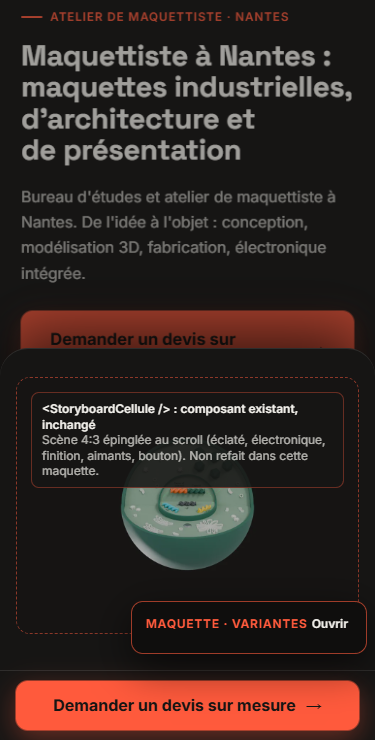 ATELIER DE MAQUETTISTE · NANTES
Maquettiste à Nantes :
maquettes industrielles,
d'architecture et
de présentation
Bureau d'études et atelier de maquettiste à
Nantes. De l'idée à l'objet : conception,
modélisation 3D, fabrication, électronique
intégrée.
Demander un devis sur
<StoryboardCellule /> : composant existant,
inchangé
Scène 4:3 épinglée au scroll (éclaté, électronique,
finition, aimants, bouton). Non refait dans cette
maquette.
MAQUETTE · VARIANTES Ouvrir
Demander un devis sur mesure →